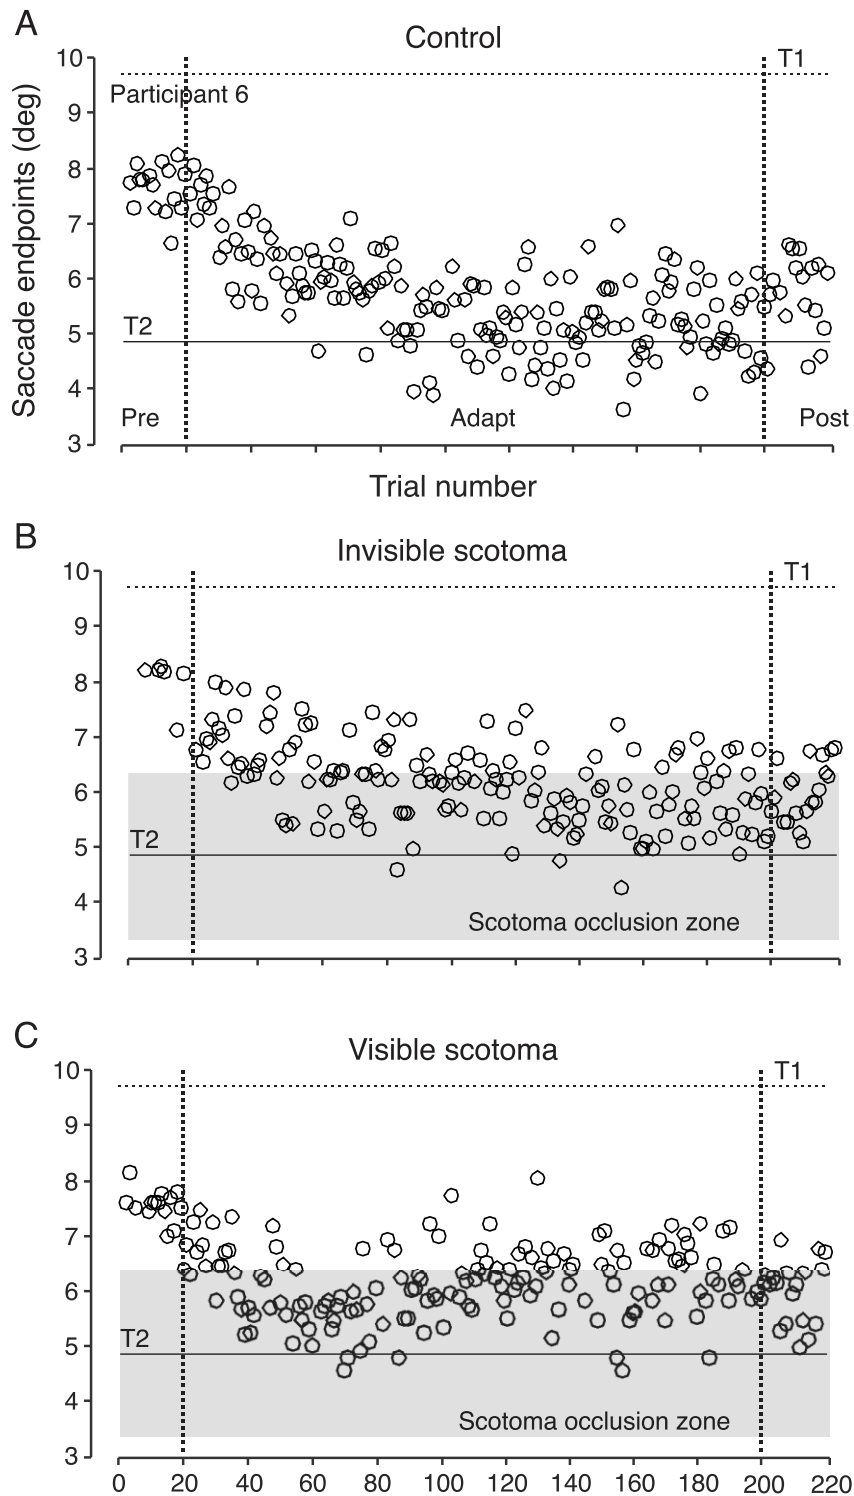 A
Control
T1
10
Participant 6
9
8
7
6
5
4
3
Saccade endpoints (deg)
T2
Pre
Adapt
Post
Trial number
B
Invisible scotoma
T1
10
9
8
7
6
5
4
3
T2
Scotoma occlusion zone
C
Visible scotoma
T1
10
9
8
7
6
5
4
3
T2
Scotoma occlusion zone
0 20 40 60 80 100 120 140 160 180 200 220